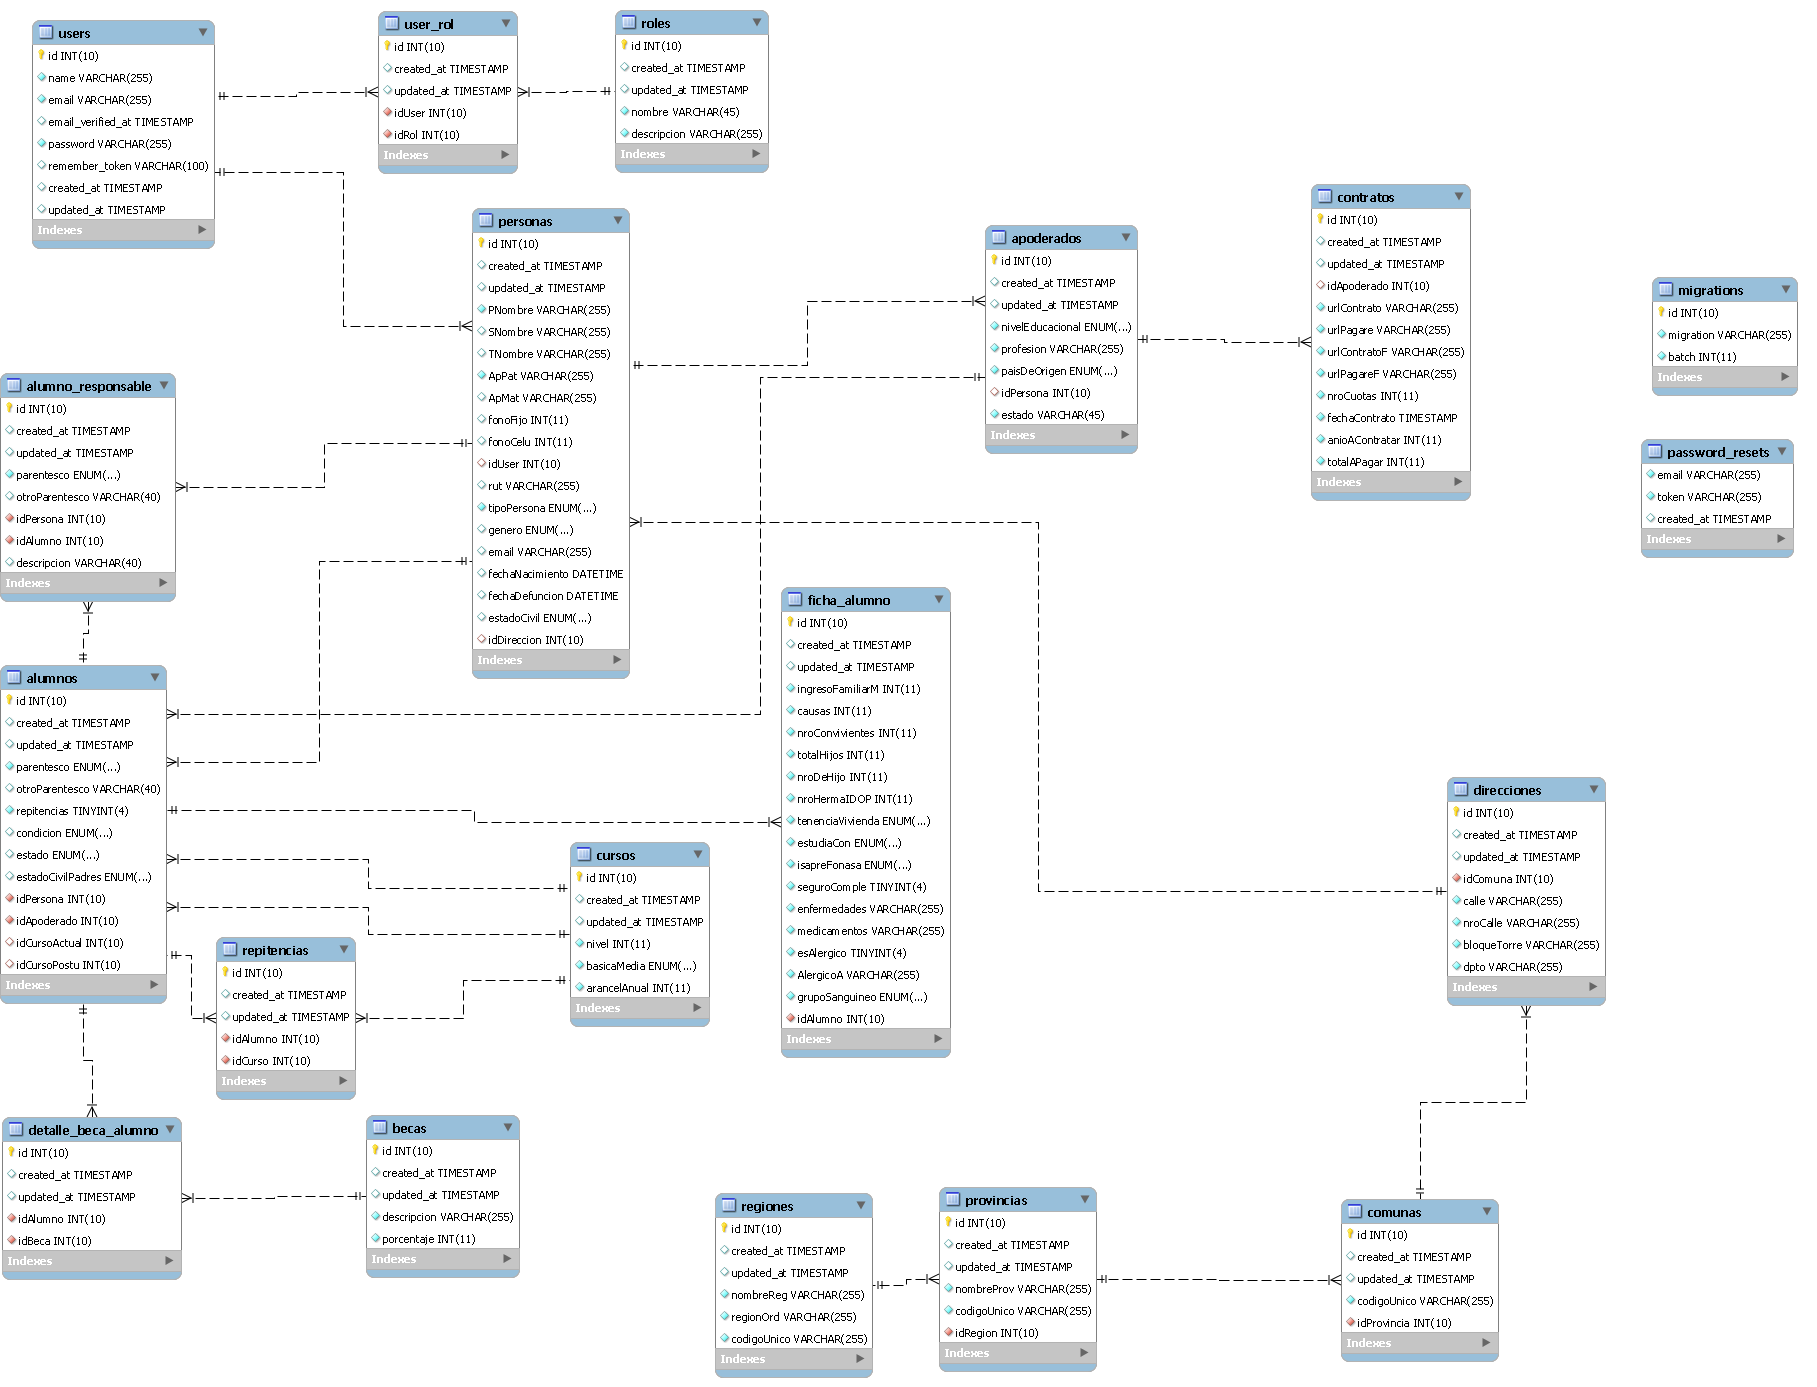 users
id INT(10)
name VARCHAR(255)
email VARCHAR(255)
email_verified_at TIMESTAMP
password VARCHAR(255)
remember_token VARCHAR(100)
created_at TIMESTAMP
updated_at TIMESTAMP
Indexes
user_rol
id INT(10)
created_at TIMESTAMP
updated_at TIMESTAMP
idUser INT(10)
idRol INT(10)
Indexes
roles
id INT(10)
created_at TIMESTAMP
updated_at TIMESTAMP
nombre VARCHAR(45)
descripcion VARCHAR(255)
Indexes
personas
id INT(10)
created_at TIMESTAMP
updated_at TIMESTAMP
PNombre VARCHAR(255)
SNombre VARCHAR(255)
TNombre VARCHAR(255)
ApPat VARCHAR(255)
ApMat VARCHAR(255)
fonoFijo INT(11)
fonoCelu INT(11)
idUser INT(10)
rut VARCHAR(255)
tipoPersona ENUM(...)
genero ENUM(...)
email VARCHAR(255)
fechaNacimiento DATETIME
fechaDefuncion DATETIME
estadoCivil ENUM(...)
idDireccion INT(10)
Indexes
apoderados
id INT(10)
created_at TIMESTAMP
updated_at TIMESTAMP
nivelEducacional ENUM(...)
profesion VARCHAR(255)
paisDeOrigen ENUM(...)
idPersona INT(10)
estado VARCHAR(45)
Indexes
contratos
id INT(10)
created_at TIMESTAMP
updated_at TIMESTAMP
idApoderado INT(10)
urlContrato VARCHAR(255)
urlPagare VARCHAR(255)
urlContratoF VARCHAR(255)
urlPagareF VARCHAR(255)
nroCuotas INT(11)
fechaContrato TIMESTAMP
anioAContratar INT(11)
totalAPagar INT(11)
Indexes
migrations
id INT(10)
migration VARCHAR(255)
batch INT(11)
Indexes
password_resets
email VARCHAR(255)
token VARCHAR(255)
created_at TIMESTAMP
Indexes
alumno_responsable
id INT(10)
created_at TIMESTAMP
updated_at TIMESTAMP
parentesco ENUM(...)
otroParentesco VARCHAR(40)
idPersona INT(10)
idAlumno INT(10)
descripcion VARCHAR(40)
Indexes
alumnos
id INT(10)
created_at TIMESTAMP
updated_at TIMESTAMP
parentesco ENUM(...)
otroParentesco VARCHAR(40)
repitencias TINYINT(4)
condicion ENUM(...)
estado ENUM(...)
estadoCivilPadres ENUM(...)
idPersona INT(10)
idApoderado INT(10)
idCursoActual INT(10)
idCursoPostu INT(10)
Indexes
ficha_alumno
id INT(10)
created_at TIMESTAMP
updated_at TIMESTAMP
ingresoFamiliarM INT(11)
causas INT(11)
nroConvivientes INT(11)
totalHijos INT(11)
nroDeHijo INT(11)
nroHermaIDOP INT(11)
tenenciaVivienda ENUM(...)
estudiaCon ENUM(...)
isapreFonasa ENUM(...)
seguroComple TINYINT(4)
enfermedades VARCHAR(255)
medicamentos VARCHAR(255)
esAlergico TINYINT(4)
AlergicoA VARCHAR(255)
grupoSanguineo ENUM(...)
idAlumno INT(10)
Indexes
cursos
id INT(10)
created_at TIMESTAMP
updated_at TIMESTAMP
nivel INT(11)
basicaMedia ENUM(...)
arancelAnual INT(11)
Indexes
repitencias
id INT(10)
created_at TIMESTAMP
updated_at TIMESTAMP
idAlumno INT(10)
idCurso INT(10)
Indexes
direcciones
id INT(10)
created_at TIMESTAMP
updated_at TIMESTAMP
idComuna INT(10)
calle VARCHAR(255)
nroCalle VARCHAR(255)
bloqueTorre VARCHAR(255)
dpto VARCHAR(255)
Indexes
detalle_beca_alumno
id INT(10)
created_at TIMESTAMP
updated_at TIMESTAMP
idAlumno INT(10)
idBeca INT(10)
Indexes
becas
id INT(10)
created_at TIMESTAMP
updated_at TIMESTAMP
descripcion VARCHAR(255)
porcentaje INT(11)
Indexes
regiones
id INT(10)
created_at TIMESTAMP
updated_at TIMESTAMP
nombreReg VARCHAR(255)
regionOrd VARCHAR(255)
codigoUnico VARCHAR(255)
Indexes
provincias
id INT(10)
created_at TIMESTAMP
updated_at TIMESTAMP
nombreProv VARCHAR(255)
codigoUnico VARCHAR(255)
idRegion INT(10)
Indexes
comunas
id INT(10)
created_at TIMESTAMP
updated_at TIMESTAMP
codigoUnico VARCHAR(255)
idProvincia INT(10)
Indexes